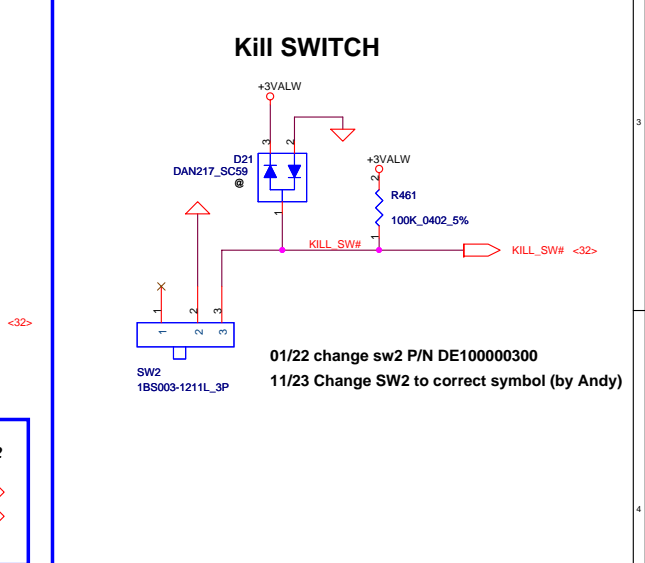 Kill SWITCH
+3VALW
3
3
2
D21
DAN217_SC59
@
+3VALW
2
R461
100K_0402_5%
1
1
KILL_SW#
KILL_SW# <32>
<32>
1
2
3
1
2
3
01/22 change sw2 P/N DE100000300
SW2
1BS003-1211L_3P
11/23 Change SW2 to correct symbol (by Andy)
4